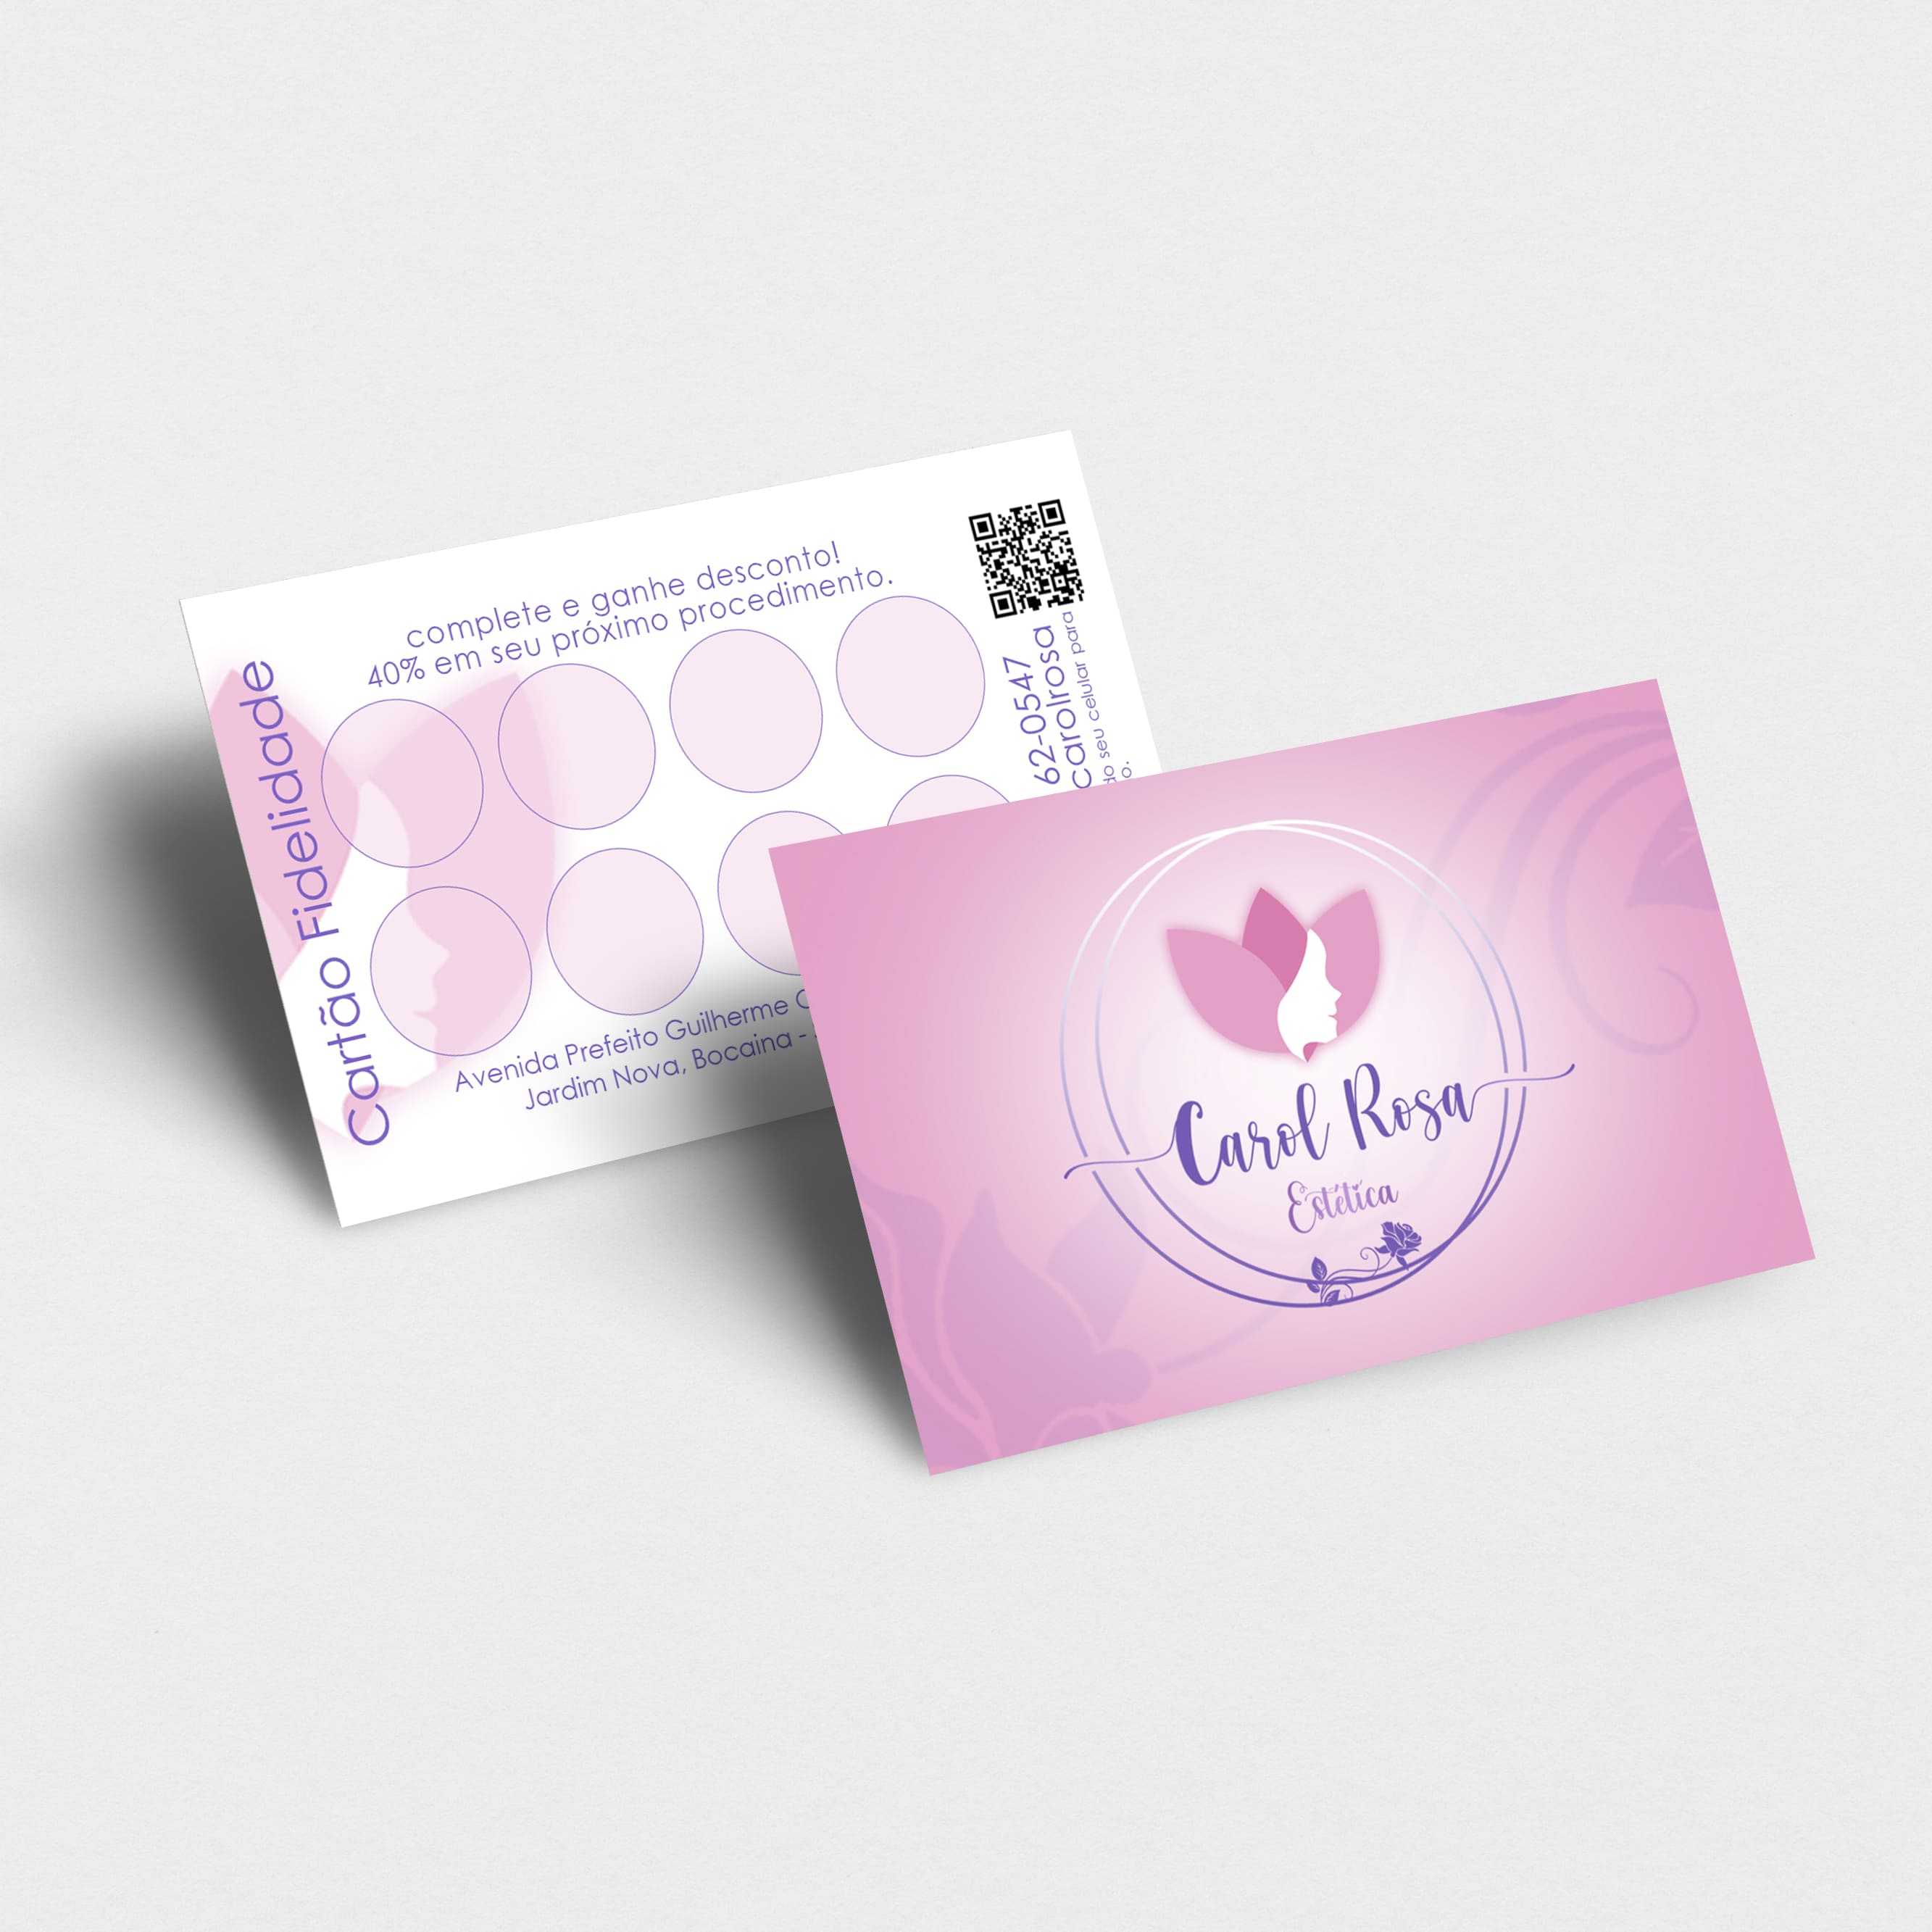 complete e ganhe desconto!
40% em seu próximo procedimento.
Cartão Fidelidade
62-0547
carolrosa
seu celular para
Avenida Prefeito Guilherme
Jardim Nova, Bocaina -
Carol Rosa
Estética